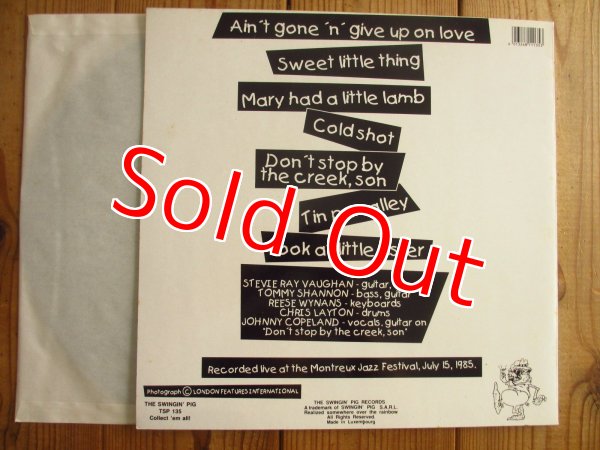 Ain´t gone ´n´ give up on love
Sweet little thing
Mary had a little lamb
Cold shot
Don´t stop by
the creek, son
Tin alley
little
Sold Out
STEVIE RAY VAUGHAN - guitar,
TOMMY SHANNON - bass, guitar
REESE WYNANS - keyboards
CHRIS LAYTON - drums
JOHNNY COPELAND - vocals, guitar on
"Don´t stop by the creek, son"
Recorded live at the Montreux Jazz Festival, July 15, 1985.
Photograph © LONDON FEATURES INTERNATIONAL
THE SWINGIN' PIG
TSP 135
Collect 'em all!
THE SWINGIN' PIG RECORDS
A trademark of SWINGIN' PIG S.A.R.L.
Realized somewhere over the rainbow
All Rights Reserved.
Made in Luxembourg